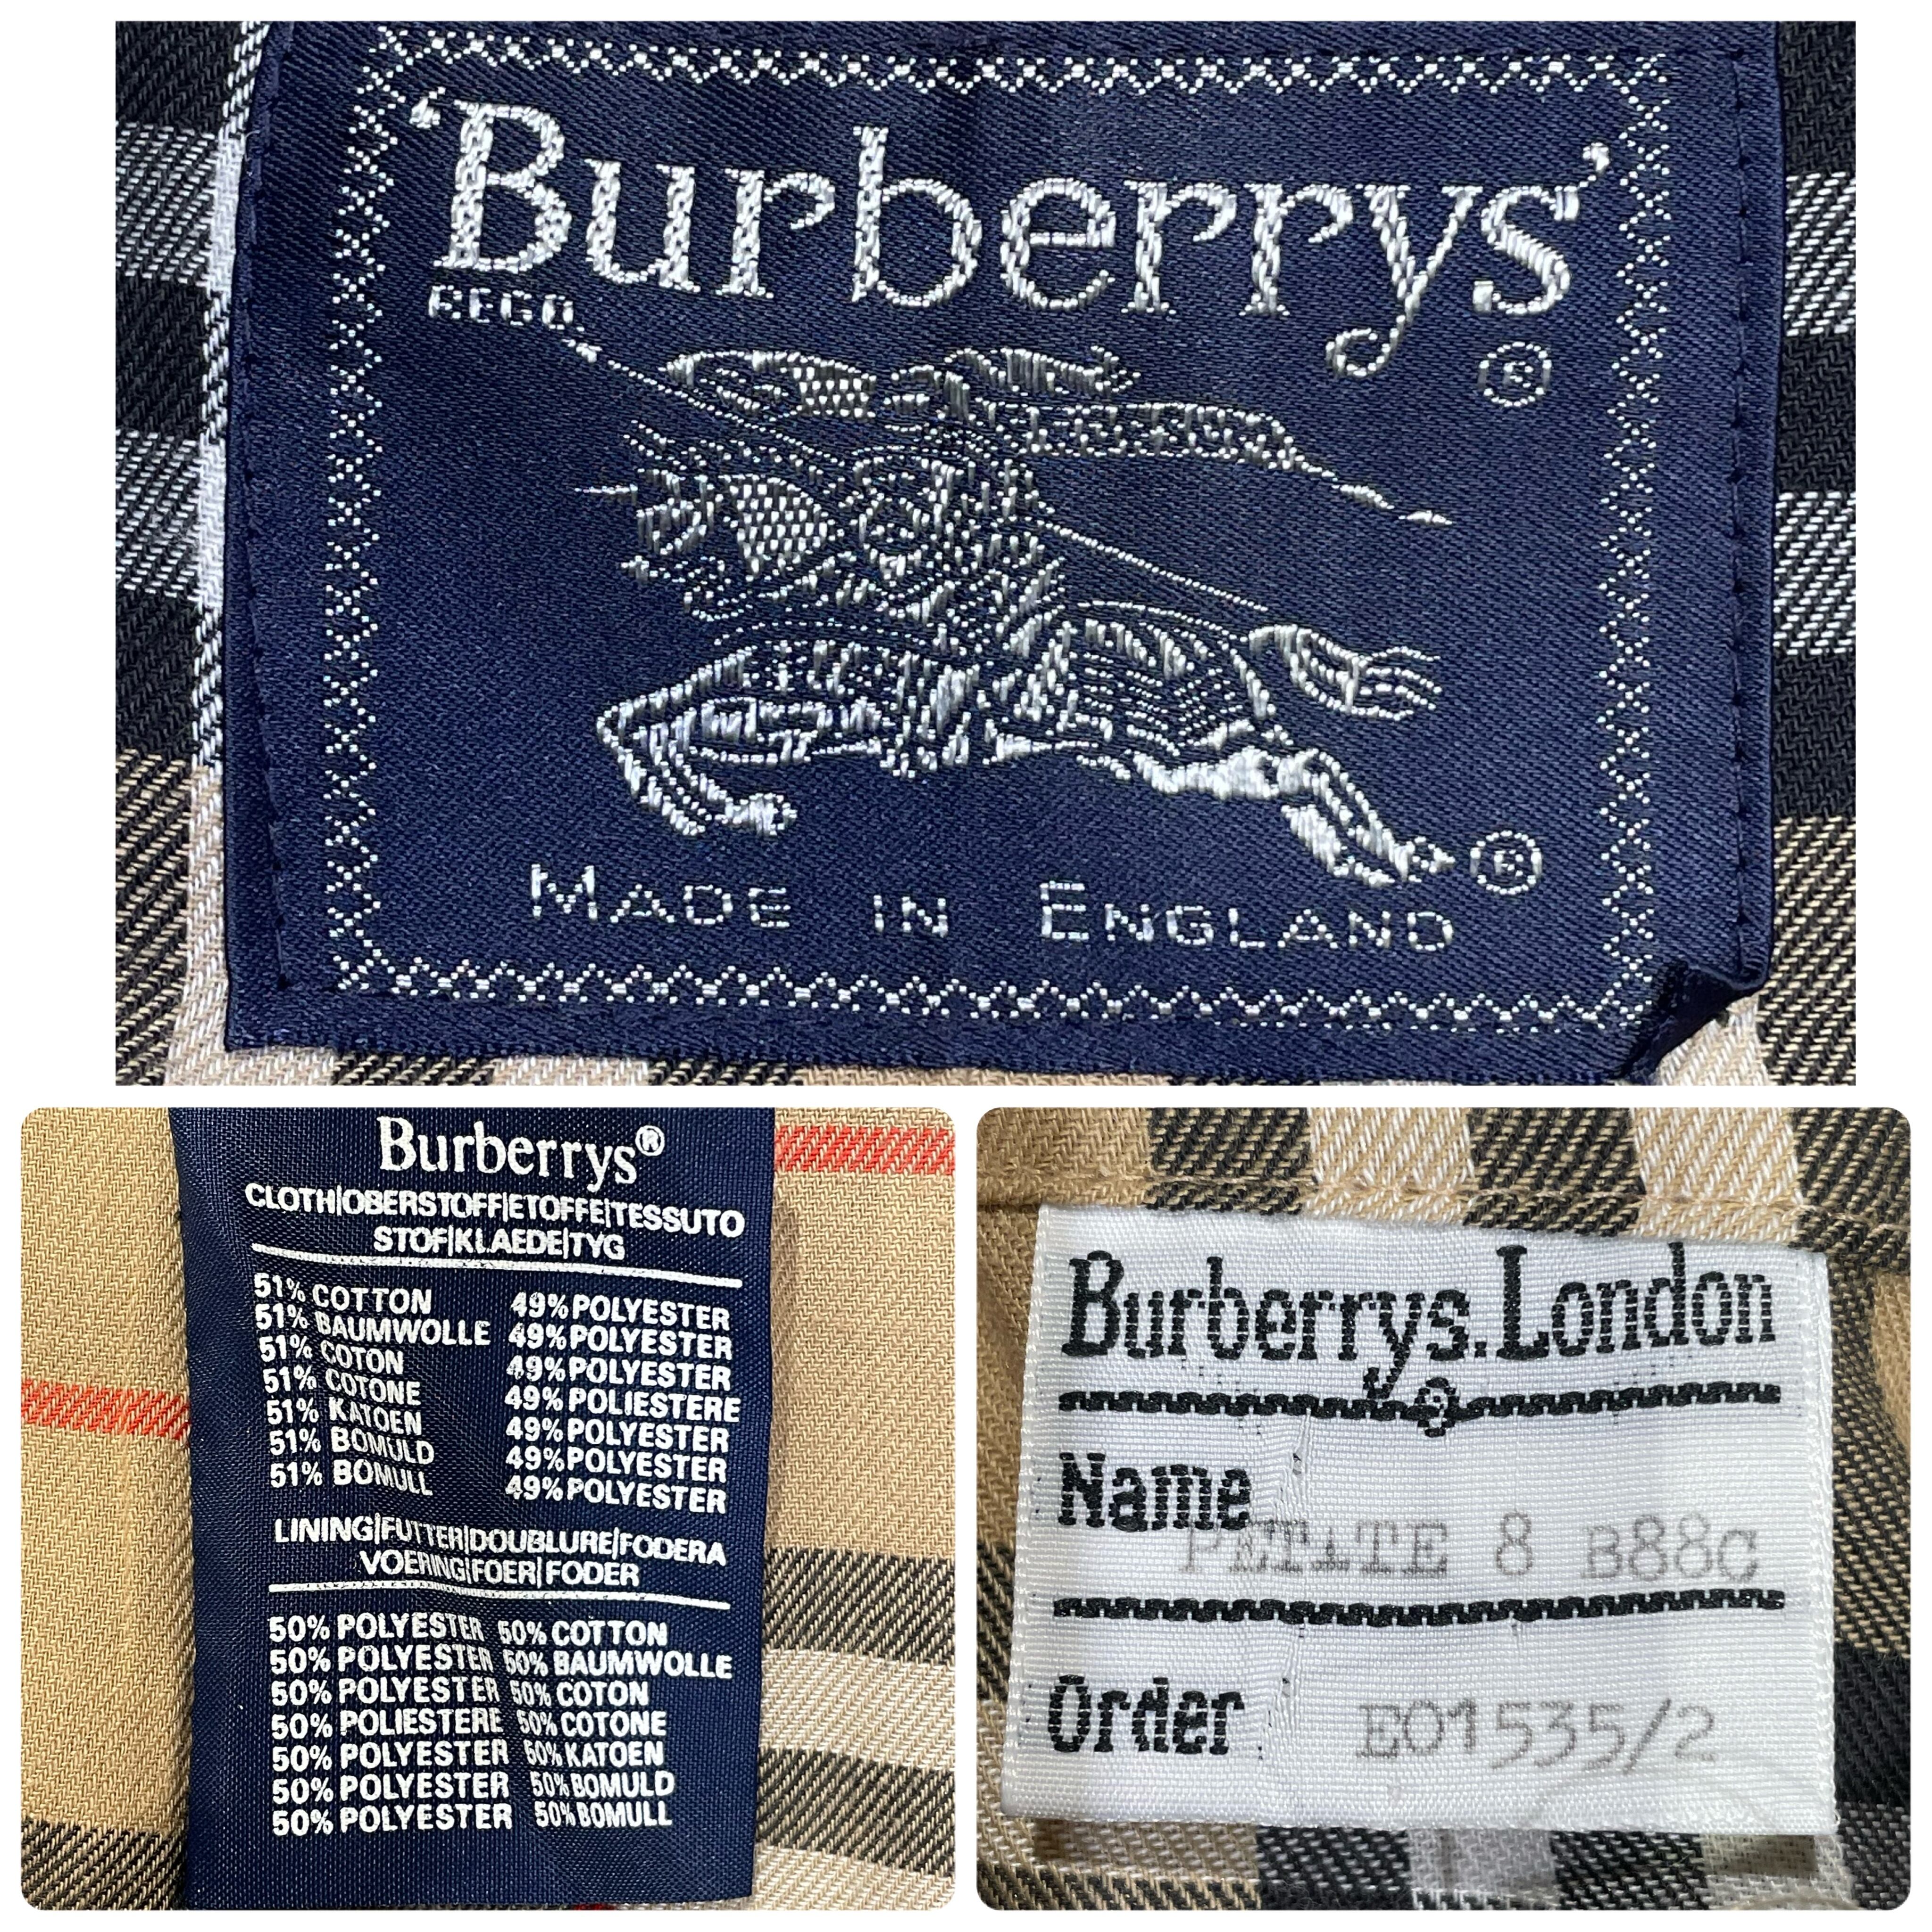 'Burberrys'
REGD.
®
®
MADE IN ENGLAND
Burberrys®
CLOTH|OBERSTOFF|ETOFFE|TESSUTO
STOF|KLAEDE|TYG
51% COTTON 49% POLYESTER
51% BAUMWOLLE 49% POLYESTER
51% COTON 49% POLYESTER
51% COTONE 49% POLIESTERE
51% KATOEN 49% POLYESTER
51% BOMULD 49% POLYESTER
51% BOMULL 49% POLYESTER
LINING|FUTTER|DOUBLURE|FODERA
VOERING|FOER|FODER
50% POLYESTER 50% COTTON
50% POLYESTER 50% BAUMWOLLE
50% POLYESTER 50% COTON
50% POLIESTERE 50% COTONE
50% POLYESTER 50% KATOEN
50% POLYESTER 50% BOMULD
50% POLYESTER 50% BOMULL
Burberrys.London
Name
8 B88C
Order E01535/2